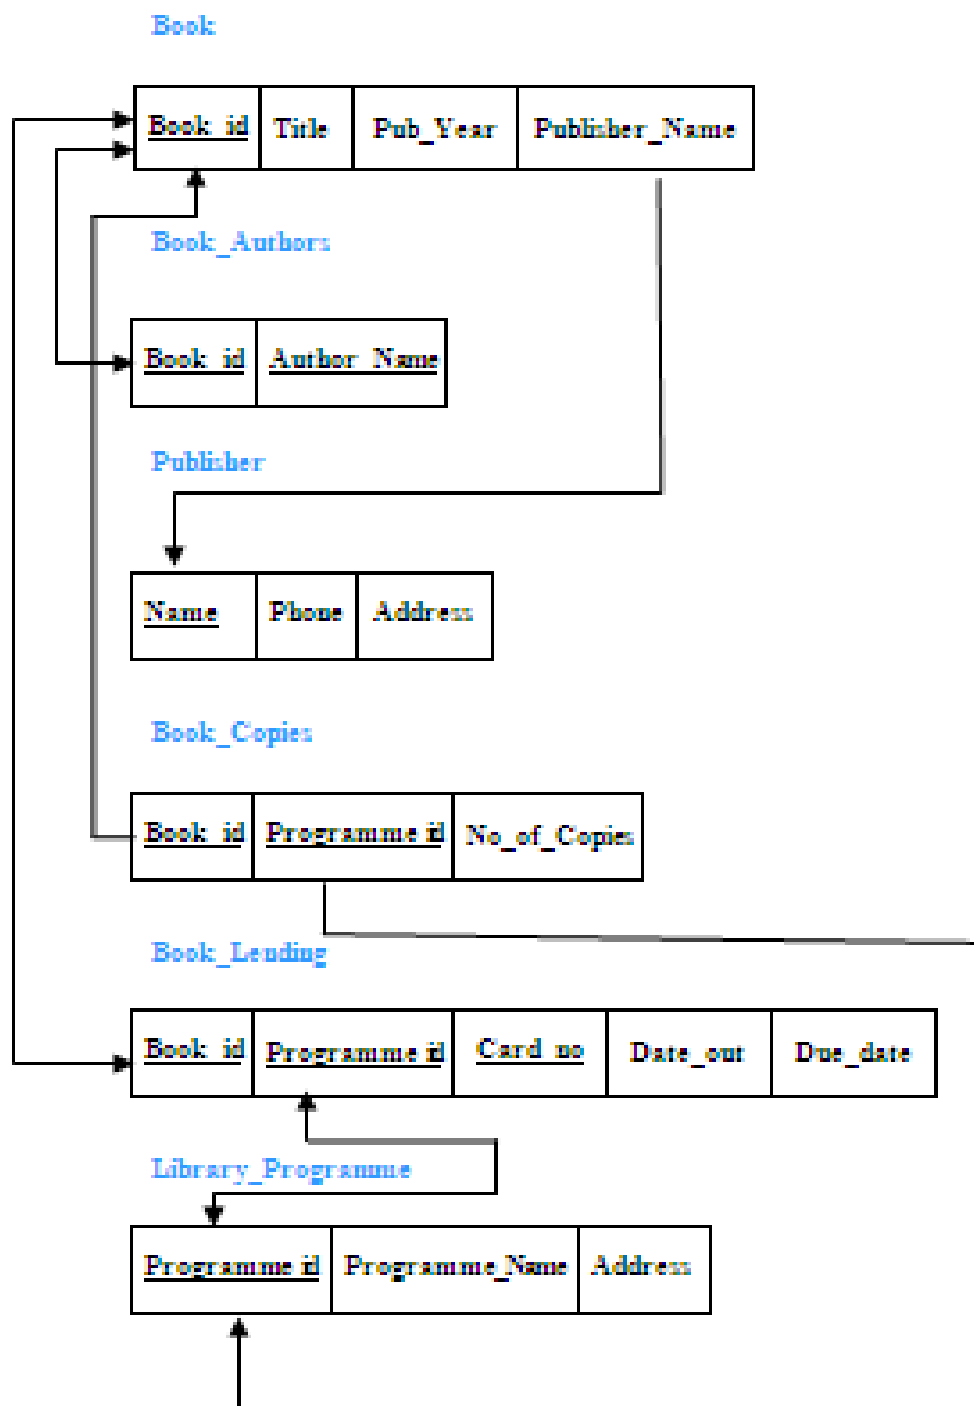 Book
Book_id Title Pub_Year Publisher_Name
Book_Authors
Book_id Author_Name
Publisher
Name Phone Address
Book_Copies
Book_id Programme_id No_of_Copies
Book_Lending
Book_id Programme_id Card_no Date_out Due_date
Library_Programme
Programme_id Programme_Name Address